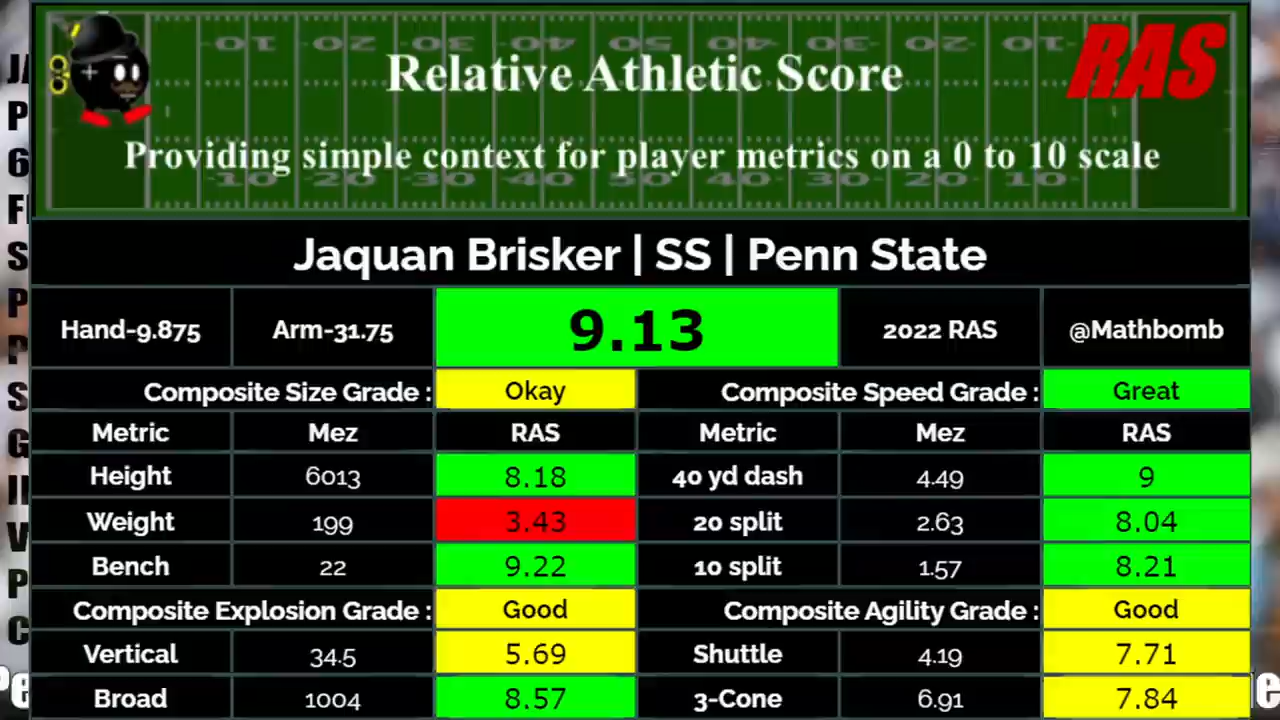 Relative Athletic Score
RAS
Providing simple context for player metrics on a 0 to 10 scale
Jaquan Brisker | SS | Penn State
Hand-9.875 Arm-31.75 9.13 2022 RAS @Mathbomb
Composite Size Grade : Okay Composite Speed Grade : Great
Metric Mez RAS Metric Mez RAS
Height 6013 8.18 40 yd dash 4.49 9
Weight 199 3.43 20 split 2.63 8.04
Bench 22 9.22 10 split 1.57 8.21
Composite Explosion Grade : Good Composite Agility Grade : Good
Vertical 34.5 5.69 Shuttle 4.19 7.71
Broad 1004 8.57 3-Cone 6.91 7.84